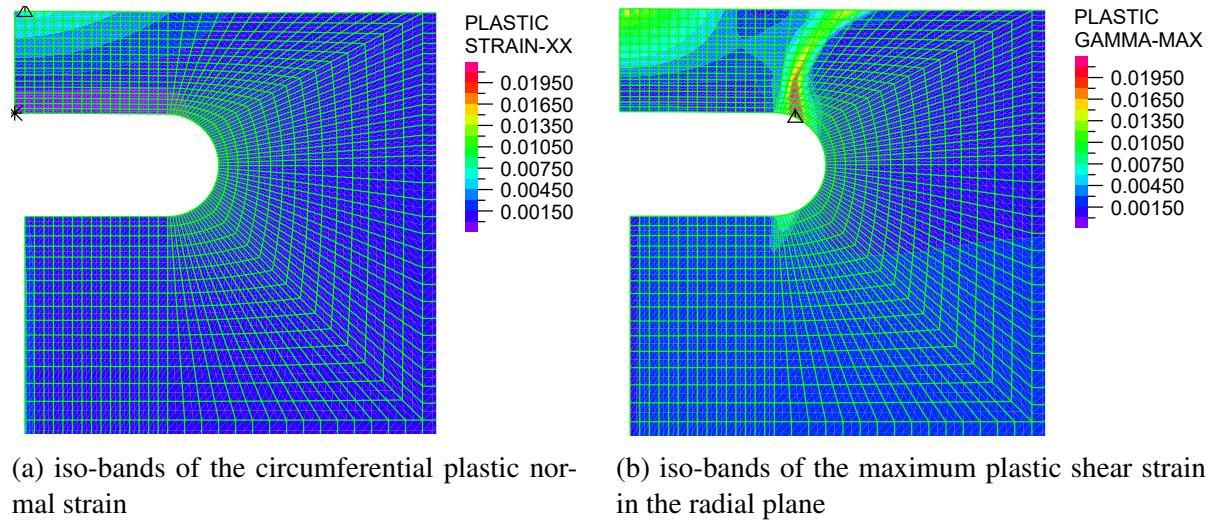 PLASTIC
STRAIN-XX
0.01950
0.01650
0.01350
0.01050
0.00750
0.00450
0.00150
PLASTIC
GAMMA-MAX
0.01950
0.01650
0.01350
0.01050
0.00750
0.00450
0.00150
(a) iso-bands of the circumferential plastic nor-
mal strain
(b) iso-bands of the maximum plastic shear strain
in the radial plane